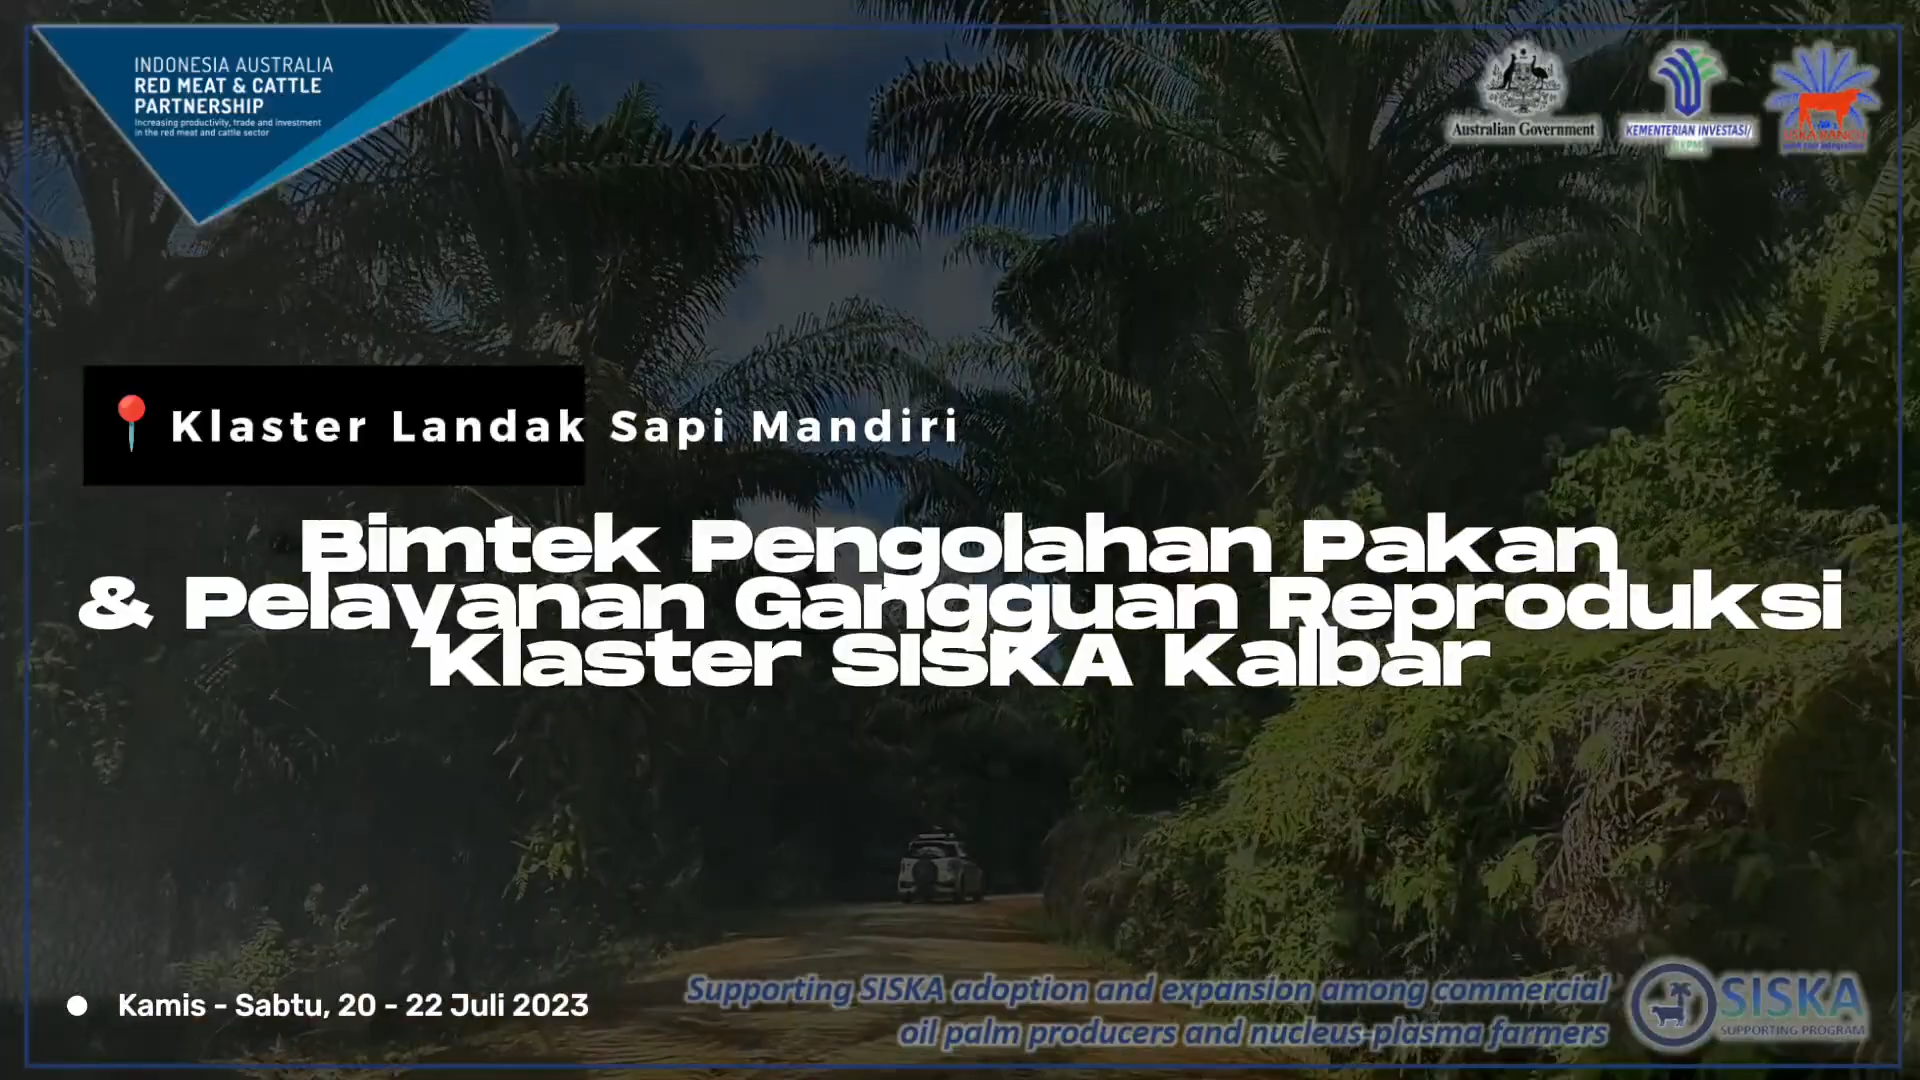 INDONESIA AUSTRALIA
RED MEAT & CATTLE
PARTNERSHIP
Increasing productivity, trade and investment
in the red meat and cattle sector
Australian Government
KEMENTERIAN INVESTASI/
BKPM
SISKA RANCH
📍 Klaster Landak Sapi Mandiri
Bimtek Pengolahan Pakan
& Pelayanan Gangguan Reproduksi
Klaster SISKA Kalbar
Kamis - Sabtu, 20 - 22 Juli 2023
Supporting SISKA adoption and expansion among commercial
oil palm producers and nucleus-plasma farmers
SISKA
SUPPORTING PROGRAM